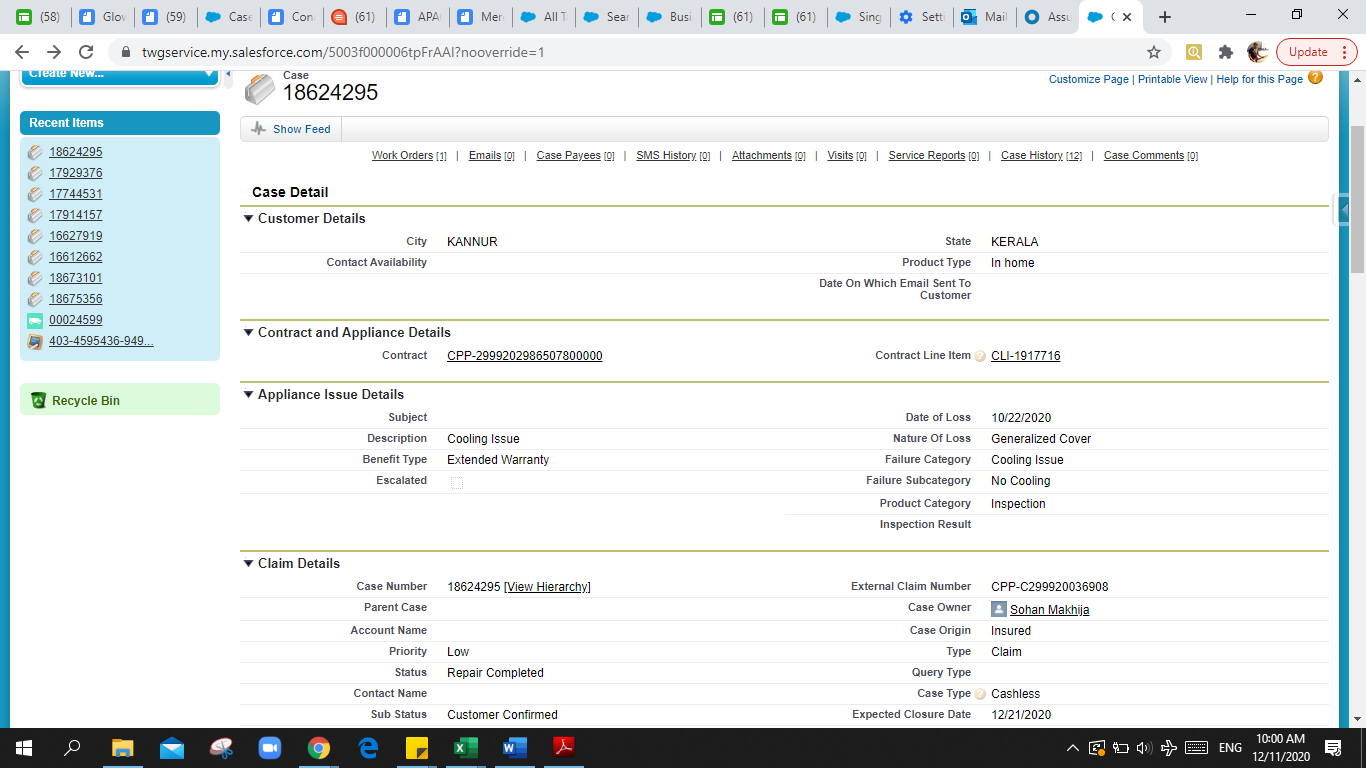 (58) Glow (59) Case Con (61) APA Mer All T Sear Busi (61) (61) Sing Setti Mail Assu
twgservice.my.salesforce.com/5003f000006tpFrAAI?nooverride=1 Update
Create New...
Case
18624295
Customize Page | Printable View | Help for this Page
Show Feed
Work Orders [1] | Emails [0] | Case Payees [0] | SMS History [0] | Attachments [0] | Visits [0] | Service Reports [0] | Case History [12] | Case Comments [0]
Recent Items
18624295
17929376
17744531
17914157
16627919
16612662
18673101
18675356
00024599
403-4595436-949...
Recycle Bin
Case Detail
Customer Details
City KANNUR State KERALA
Contact Availability Product Type In home
Date On Which Email Sent To
Customer
Contract and Appliance Details
Contract CPP-2999202986507800000 Contract Line Item CLI-1917716
Appliance Issue Details
Subject Date of Loss 10/22/2020
Description Cooling Issue Nature Of Loss Generalized Cover
Benefit Type Extended Warranty Failure Category Cooling Issue
Escalated Failure Subcategory No Cooling
Product Category Inspection
Inspection Result
Claim Details
Case Number 18624295 [View Hierarchy] External Claim Number CPP-C299920036908
Parent Case Case Owner Sohan Makhija
Account Name Case Origin Insured
Priority Low Type Claim
Status Repair Completed Query Type
Contact Name Case Type Cashless
Sub Status Customer Confirmed Expected Closure Date 12/21/2020
ENG
10:00 AM
12/11/2020